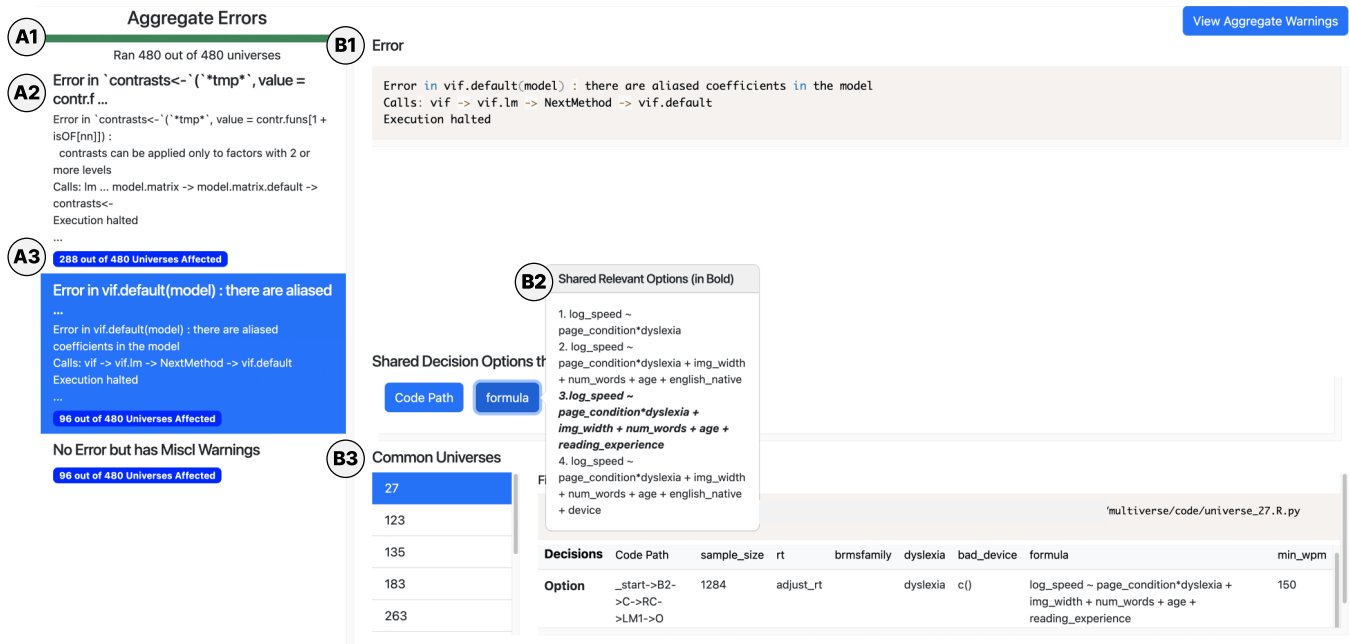 Aggregate Errors
A1
Ran 480 out of 480 universes
A2
Error in `contrasts<-`(`*tmp*`, value =
contr.f ...
Error in `contrasts<-`(`*tmp*`, value = contr.funs[1 +
isOF[nn]]) :
contrasts can be applied only to factors with 2 or
more levels
Calls: lm ... model.matrix -> model.matrix.default ->
contrasts<-
Execution halted
...
A3
288 out of 480 Universes Affected
Error in vif.default(model) : there are aliased
...
Error in vif.default(model) : there are aliased
coefficients in the model
Calls: vif -> vif.lm -> NextMethod -> vif.default
Execution halted
...
96 out of 480 Universes Affected
No Error but has Miscl Warnings
96 out of 480 Universes Affected
View Aggregate Warnings
B1
Error
Error in vif.default(model) : there are aliased coefficients in the model
Calls: vif -> vif.lm -> NextMethod -> vif.default
Execution halted
Shared Decision Options th
Code Path
formula
B2
Shared Relevant Options (in Bold)
1. log_speed ~
page_condition*dyslexia
2. log_speed ~
page_condition*dyslexia + img_width
+ num_words + age + english_native
3.log_speed ~
page_condition*dyslexia +
img_width + num_words + age +
reading_experience
4. log_speed ~
page_condition*dyslexia + img_width
+ num_words + age + english_native
+ device
B3
Common Universes
27
123
135
183
263
Fi
/multiverse/code/universe_27.R.py
Decisions Code Path sample_size rt brmsfamily dyslexia bad_device formula min_wpm
Option _start->B2- 1284 adjust_rt dyslexia c() log_speed ~ page_condition*dyslexia + 150
>C->RC- img_width + num_words + age +
>LM1->O reading_experience